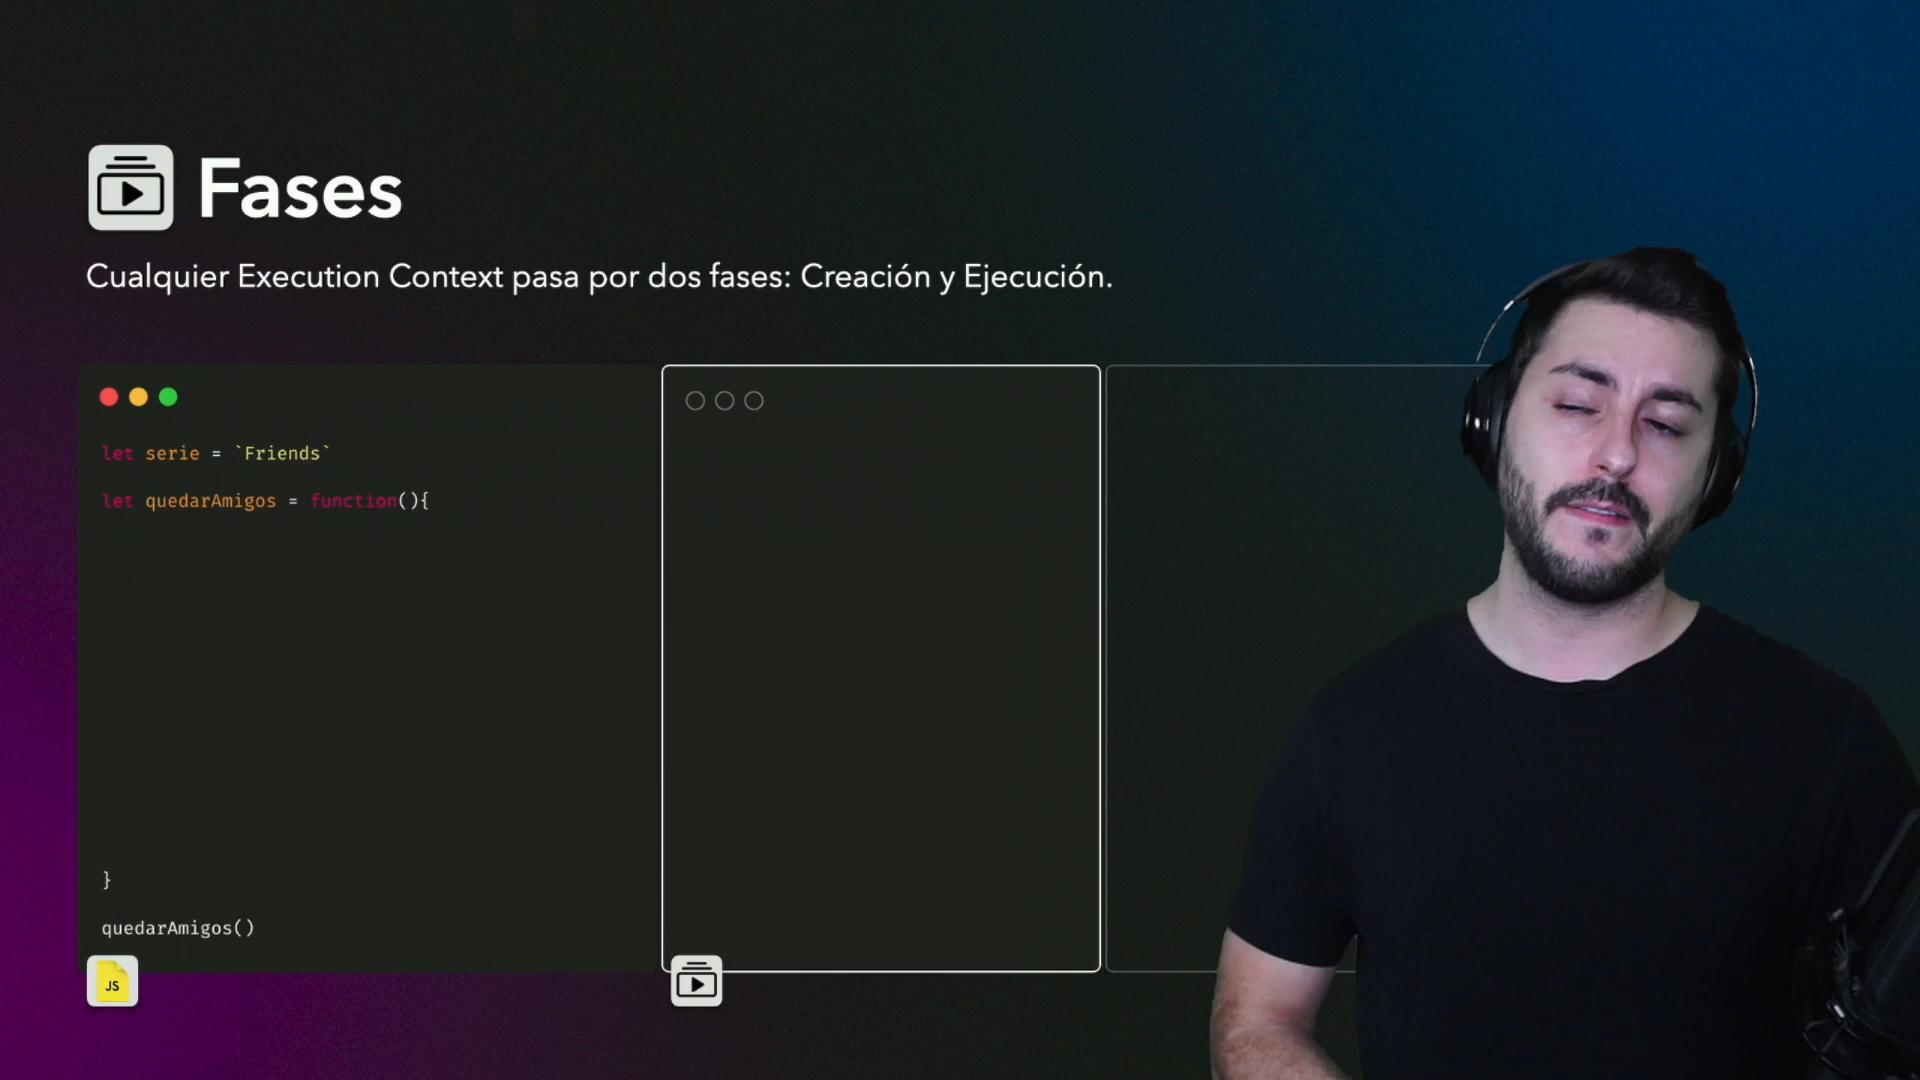 Fases
Cualquier Execution Context pasa por dos fases: Creación y Ejecución.
let serie = `Friends`
let quedarAmigos = function(){
}
quedarAmigos()
JS